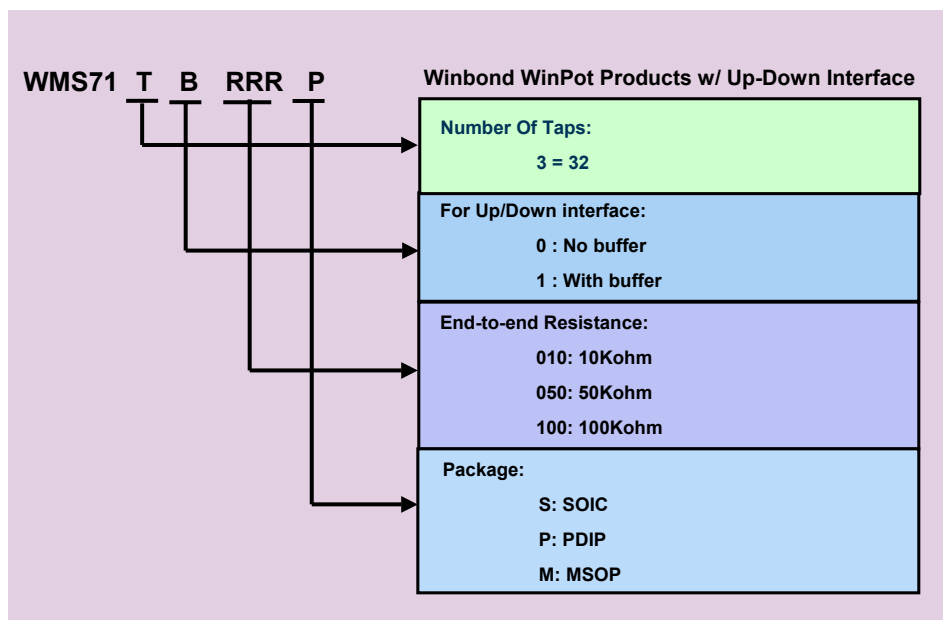 WMS71 T B RRR P
Winbond WinPot Products w/ Up-Down Interface
Number Of Taps:
3 = 32
For Up/Down interface:
0 : No buffer
1 : With buffer
End-to-end Resistance:
010: 10Kohm
050: 50Kohm
100: 100Kohm
Package:
S: SOIC
P: PDIP
M: MSOP